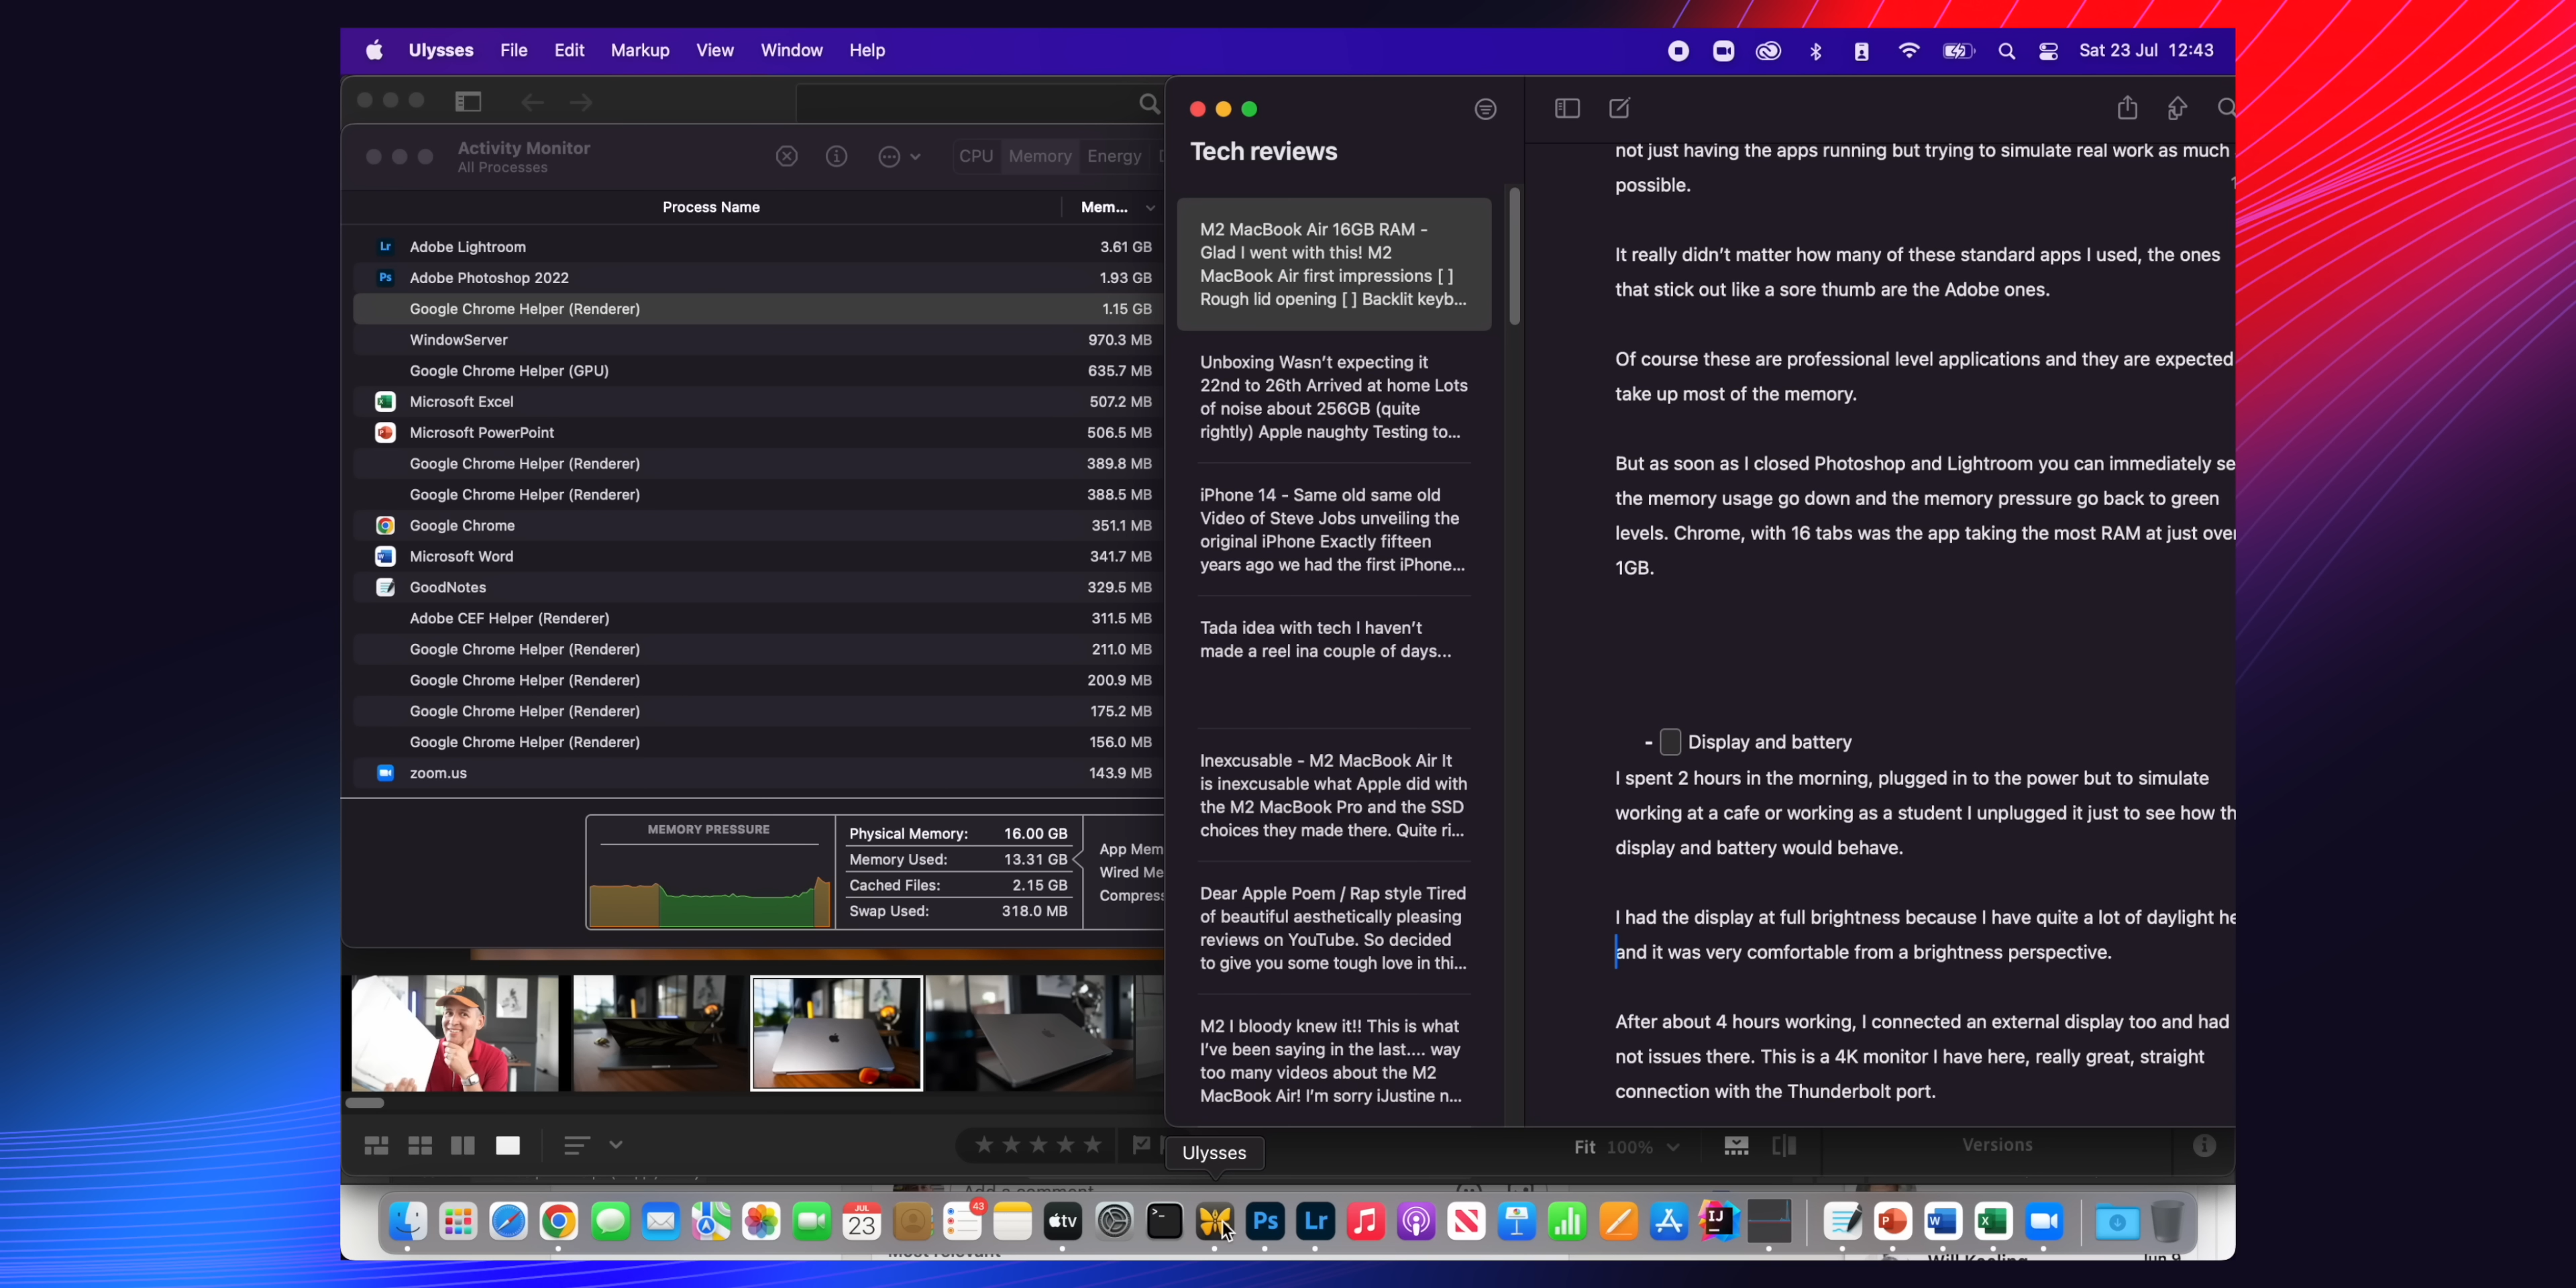 Ulysses File Edit Markup View Window Help
Sat 23 Jul 12:43
Activity Monitor
All Processes
CPU Memory Energy
Process Name Mem...
Lr Adobe Lightroom 3.61 GB
Ps Adobe Photoshop 2022 1.93 GB
Google Chrome Helper (Renderer) 1.15 GB
WindowServer 970.3 MB
Google Chrome Helper (GPU) 635.7 MB
Microsoft Excel 507.2 MB
Microsoft PowerPoint 506.5 MB
Google Chrome Helper (Renderer) 389.8 MB
Google Chrome Helper (Renderer) 388.5 MB
Google Chrome 351.1 MB
Microsoft Word 341.7 MB
GoodNotes 329.5 MB
Adobe CEF Helper (Renderer) 311.5 MB
Google Chrome Helper (Renderer) 211.0 MB
Google Chrome Helper (Renderer) 200.9 MB
Google Chrome Helper (Renderer) 175.2 MB
Google Chrome Helper (Renderer) 156.0 MB
zoom.us 143.9 MB
MEMORY PRESSURE
Physical Memory: 16.00 GB
Memory Used: 13.31 GB
Cached Files: 2.15 GB
Swap Used: 318.0 MB
App Mem
Wired Me
Compres
Tech reviews
M2 MacBook Air 16GB RAM -
Glad I went with this! M2
MacBook Air first impressions [ ]
Rough lid opening [ ] Backlit keyb...
Unboxing Wasn't expecting it
22nd to 26th Arrived at home Lots
of noise about 256GB (quite
rightly) Apple naughty Testing to...
iPhone 14 - Same old same old
Video of Steve Jobs unveiling the
original iPhone Exactly fifteen
years ago we had the first iPhone...
Tada idea with tech I haven't
made a reel ina couple of days...
Inexcusable - M2 MacBook Air It
is inexcusable what Apple did with
the M2 MacBook Pro and the SSD
choices they made there. Quite ri...
Dear Apple Poem / Rap style Tired
of beautiful aesthetically pleasing
reviews on YouTube. So decided
to give you some tough love in thi...
M2 I bloody knew it!! This is what
I've been saying in the last.... way
too many videos about the M2
MacBook Air! I'm sorry iJustine n...
not just having the apps running but trying to simulate real work as much
possible.
It really didn't matter how many of these standard apps I used, the ones
that stick out like a sore thumb are the Adobe ones.
Of course these are professional level applications and they are expected
take up most of the memory.
But as soon as I closed Photoshop and Lightroom you can immediately se
the memory usage go down and the memory pressure go back to green
levels. Chrome, with 16 tabs was the app taking the most RAM at just over
1GB.
- Display and battery
I spent 2 hours in the morning, plugged in to the power but to simulate
working at a cafe or working as a student I unplugged it just to see how th
display and battery would behave.
I had the display at full brightness because I have quite a lot of daylight he
and it was very comfortable from a brightness perspective.
After about 4 hours working, I connected an external display too and had
not issues there. This is a 4K monitor I have here, really great, straight
connection with the Thunderbolt port.
Fit 100% Versions
Ulysses
JUL
23
43
tv
Ps Lr
IJ
P W X